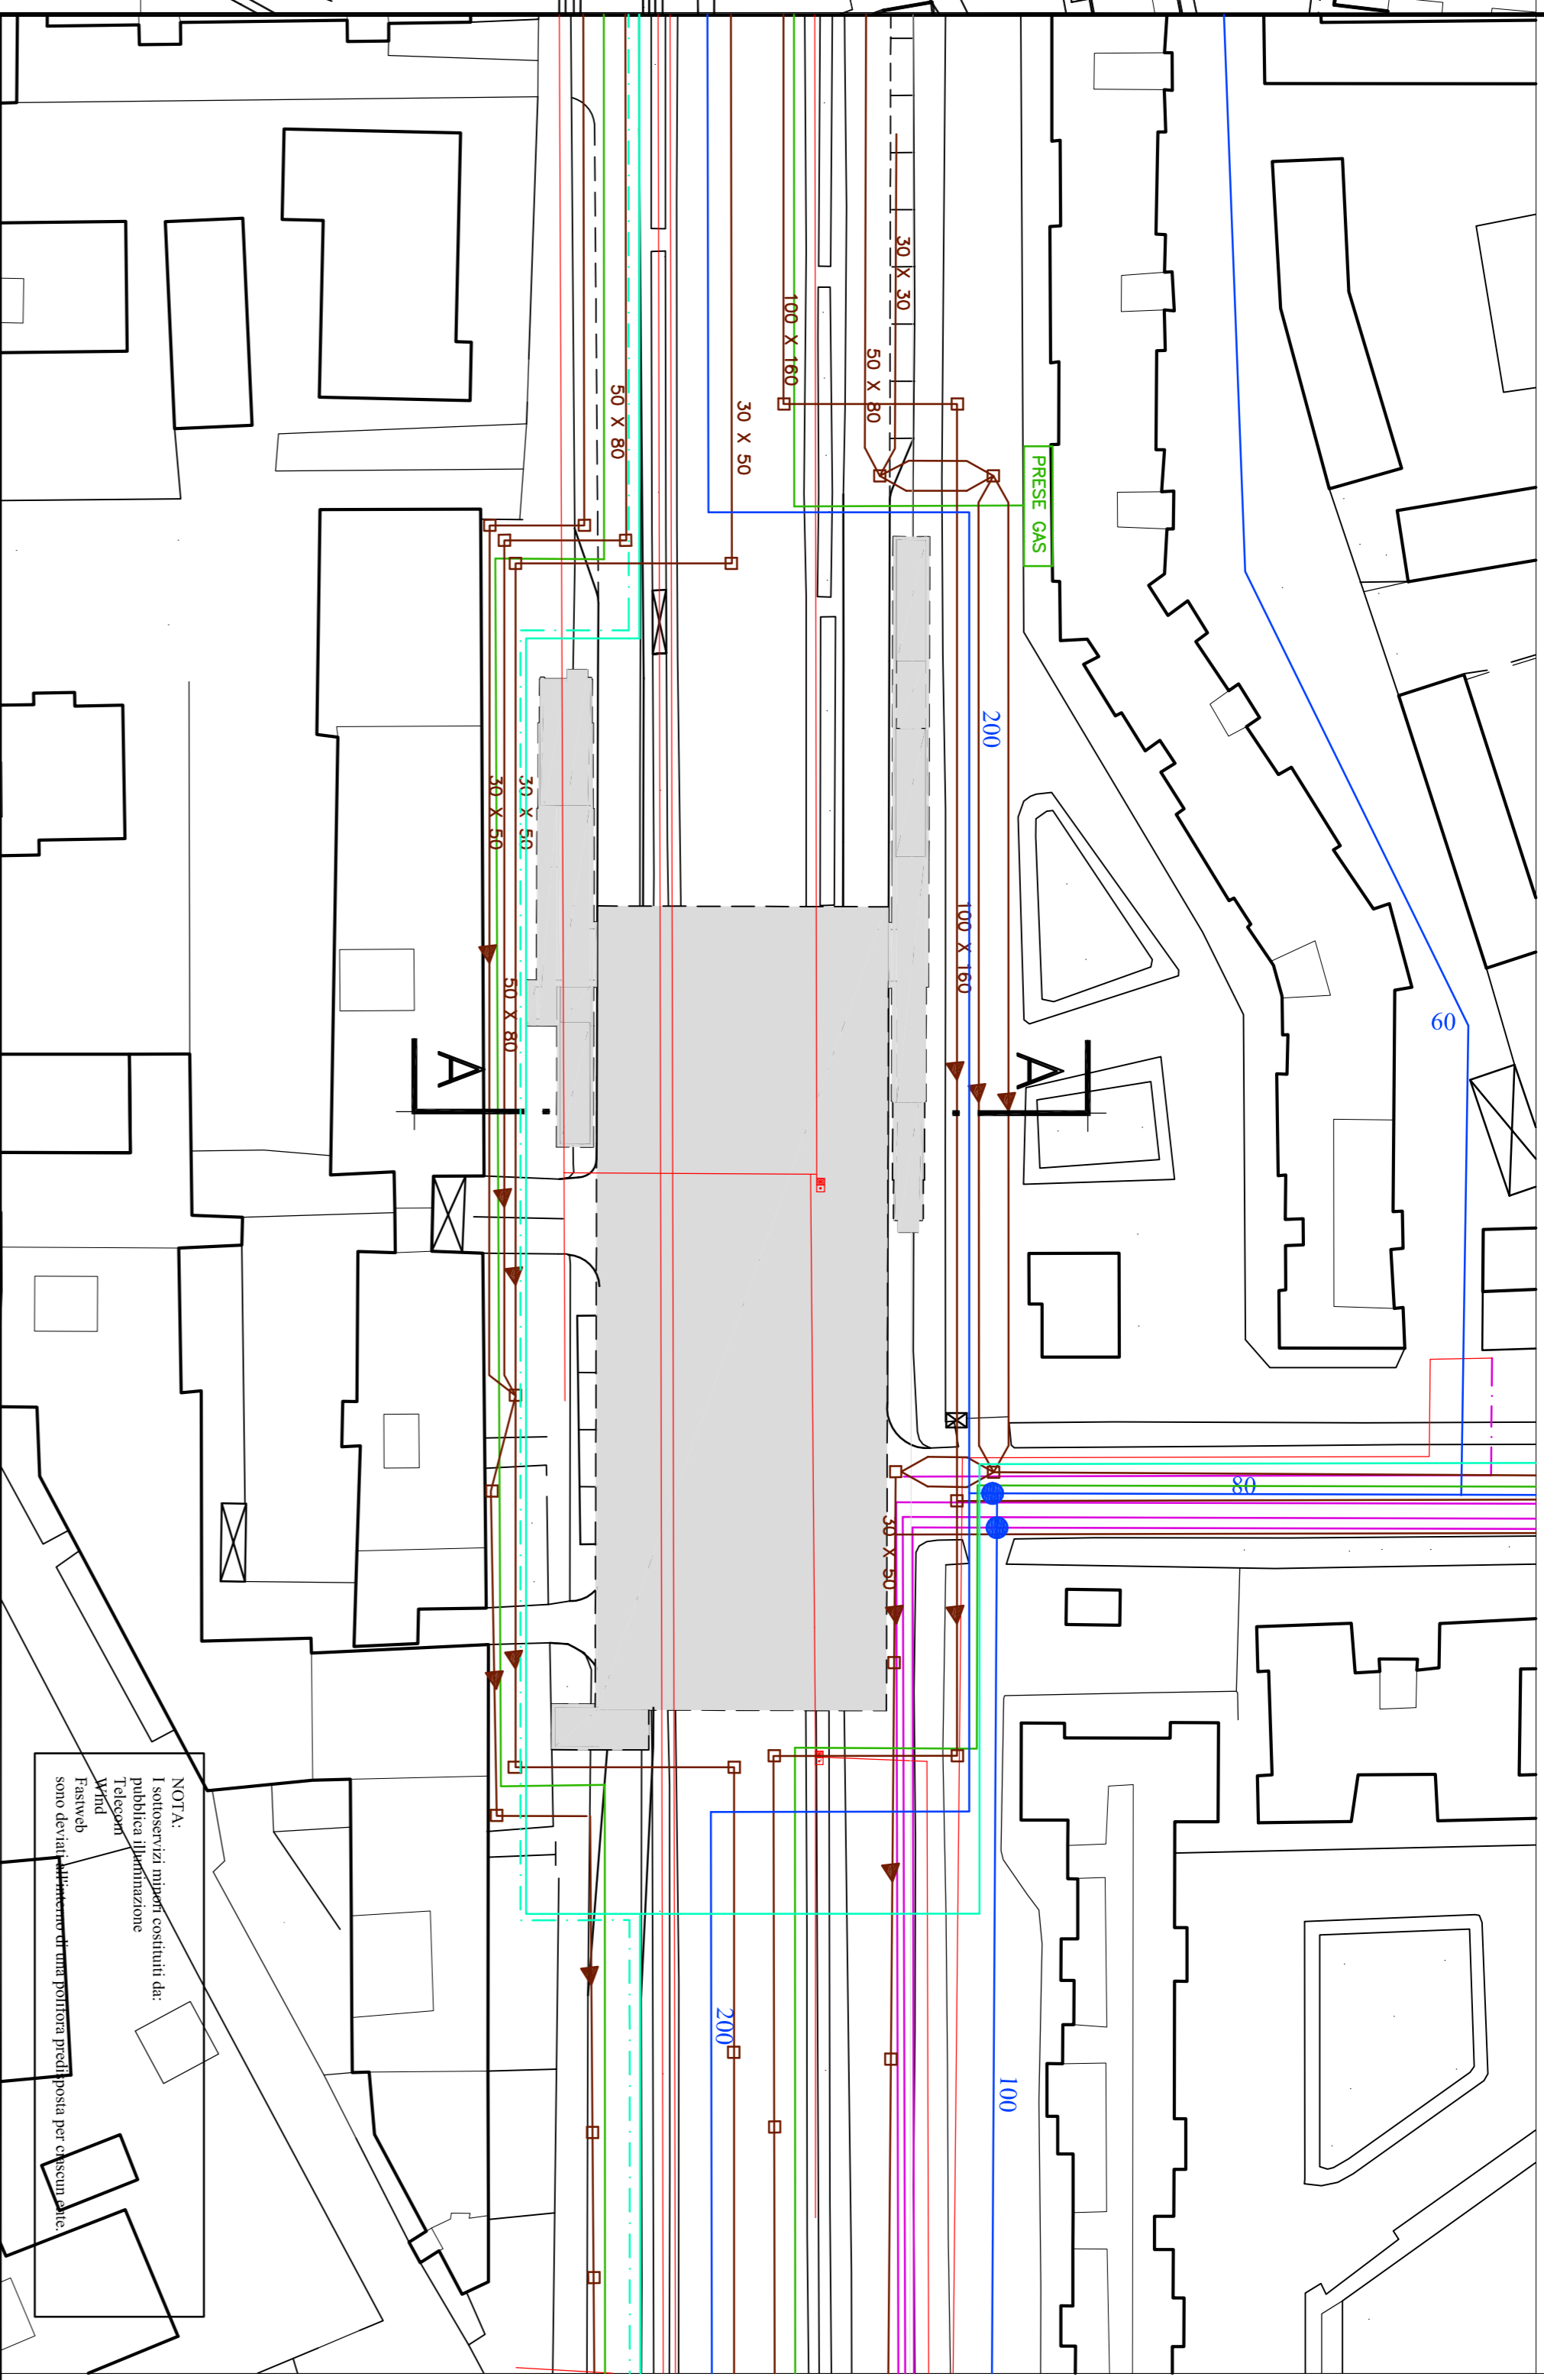 30 X 30
100 X 160
50 X 80
50 X 80
30 X 50
PRESE GAS
200
30 X 50
30 X 50
100 X 160
50 X 80
60
A
A
80
30 X 50
200
100
NOTA:
I sottoservizi minori costituiti da:
pubblica illuminazione
Telecom
Wind
Fastweb
sono deviati all'interno di una polifora predisposta per ciascun ente.